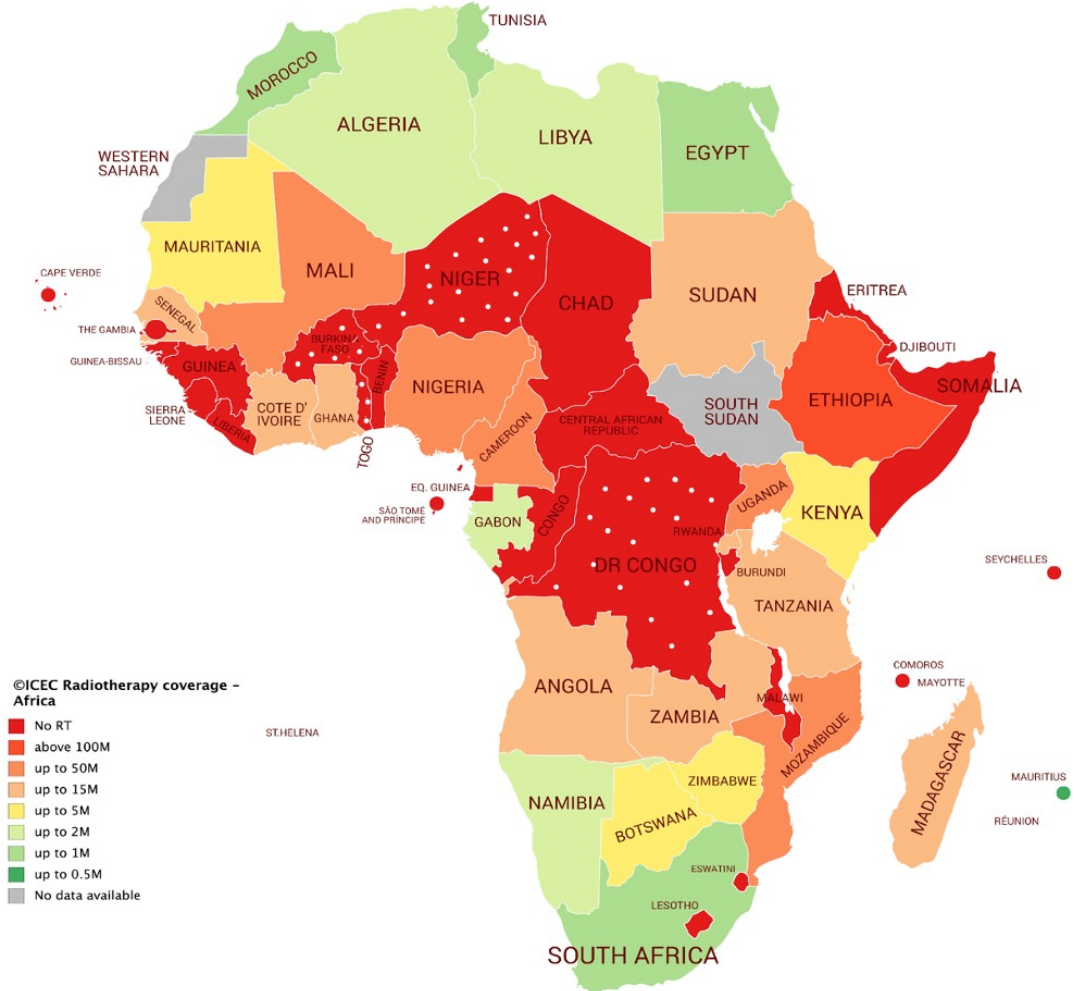 TUNISIA
MOROCCO
ALGERIA
LIBYA
EGYPT
WESTERN
SAHARA
MAURITANIA
MALI
NIGER
CHAD
SUDAN
ERITREA
CAPE VERDE
SENEGAL
THE GAMBIA
GUINEA-BISSAU
GUINEA
BURKINA
FASO
BENIN
NIGERIA
DJIBOUTI
SOMALIA
ETHIOPIA
SOUTH
SUDAN
SIERRA
LEONE
LIBERIA
COTE D'
IVOIRE
GHANA
TOGO
CAMEROON
CENTRAL AFRICAN
REPUBLIC
EQ. GUINEA
SÃO TOMÉ
AND PRÍNCIPE
GABON
CONGO
UGANDA
KENYA
RWANDA
DR CONGO
BURUNDI
SEYCHELLES
TANZANIA
COMOROS
MAYOTTE
ANGOLA
ZAMBIA
MALAWI
MOZAMBIQUE
ST.HELENA
ZIMBABWE
MADAGASCAR
MAURITIUS
RÉUNION
NAMIBIA
BOTSWANA
ESWATINI
LESOTHO
SOUTH AFRICA
©ICEC Radiotherapy coverage –
Africa
No RT
above 100M
up to 50M
up to 15M
up to 5M
up to 2M
up to 1M
up to 0.5M
No data available